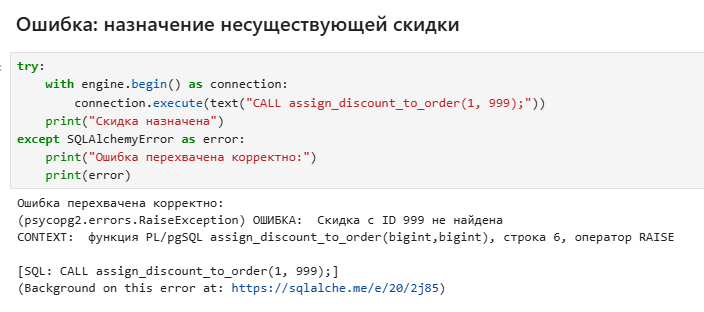 Ошибка: назначение несуществующей скидки
:
try:
    with engine.begin() as connection:
        connection.execute(text("CALL assign_discount_to_order(1, 999);"))
    print("Скидка назначена")
except SQLAlchemyError as error:
    print("Ошибка перехвачена корректно:")
    print(error)
Ошибка перехвачена корректно:
(psycopg2.errors.RaiseException) ОШИБКА:  Скидка с ID 999 не найдена
CONTEXT:  функция PL/pgSQL assign_discount_to_order(bigint,bigint), строка 6, оператор RAISE
[SQL: CALL assign_discount_to_order(1, 999);]
(Background on this error at: https://sqlalche.me/e/20/2j85)